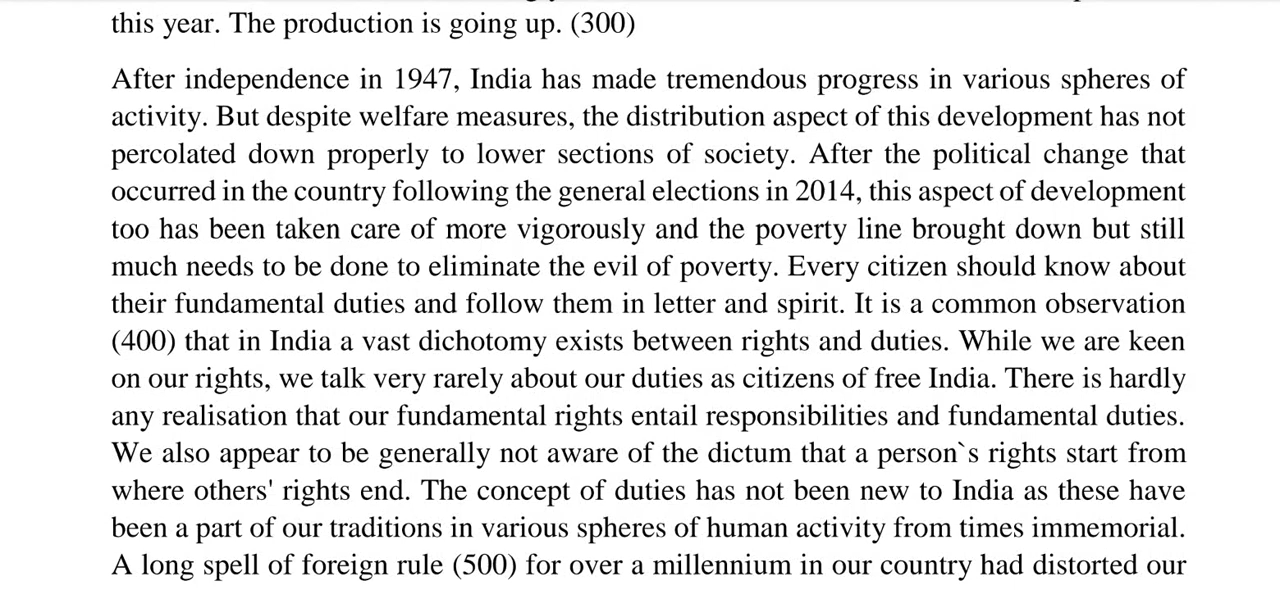 this year. The production is going up. (300)
After independence in 1947, India has made tremendous progress in various spheres of
activity. But despite welfare measures, the distribution aspect of this development has not
percolated down properly to lower sections of society. After the political change that
occurred in the country following the general elections in 2014, this aspect of development
too has been taken care of more vigorously and the poverty line brought down but still
much needs to be done to eliminate the evil of poverty. Every citizen should know about
their fundamental duties and follow them in letter and spirit. It is a common observation
(400) that in India a vast dichotomy exists between rights and duties. While we are keen
on our rights, we talk very rarely about our duties as citizens of free India. There is hardly
any realisation that our fundamental rights entail responsibilities and fundamental duties.
We also appear to be generally not aware of the dictum that a person`s rights start from
where others' rights end. The concept of duties has not been new to India as these have
been a part of our traditions in various spheres of human activity from times immemorial.
A long spell of foreign rule (500) for over a millennium in our country had distorted our